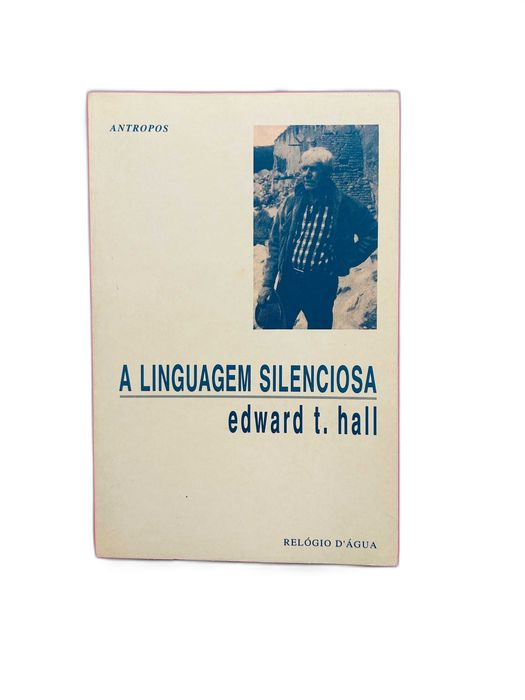 ANTROPOS
A LINGUAGEM SILENCIOSA
edward t. hall
RELÓGIO D'ÁGUA